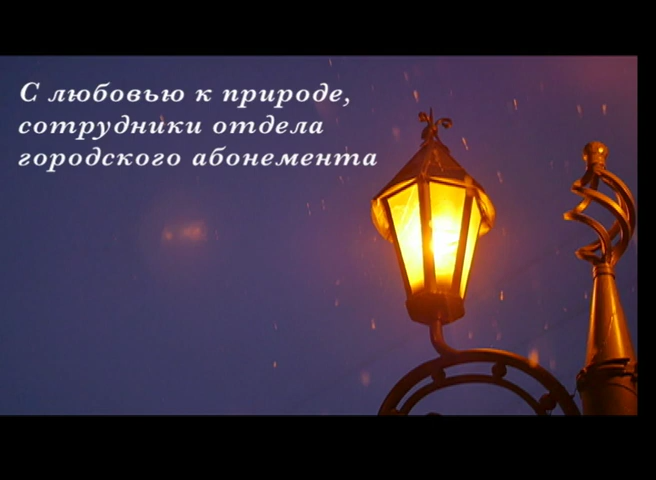 С любовью к природе,
сотрудники отдела
городского абонемента